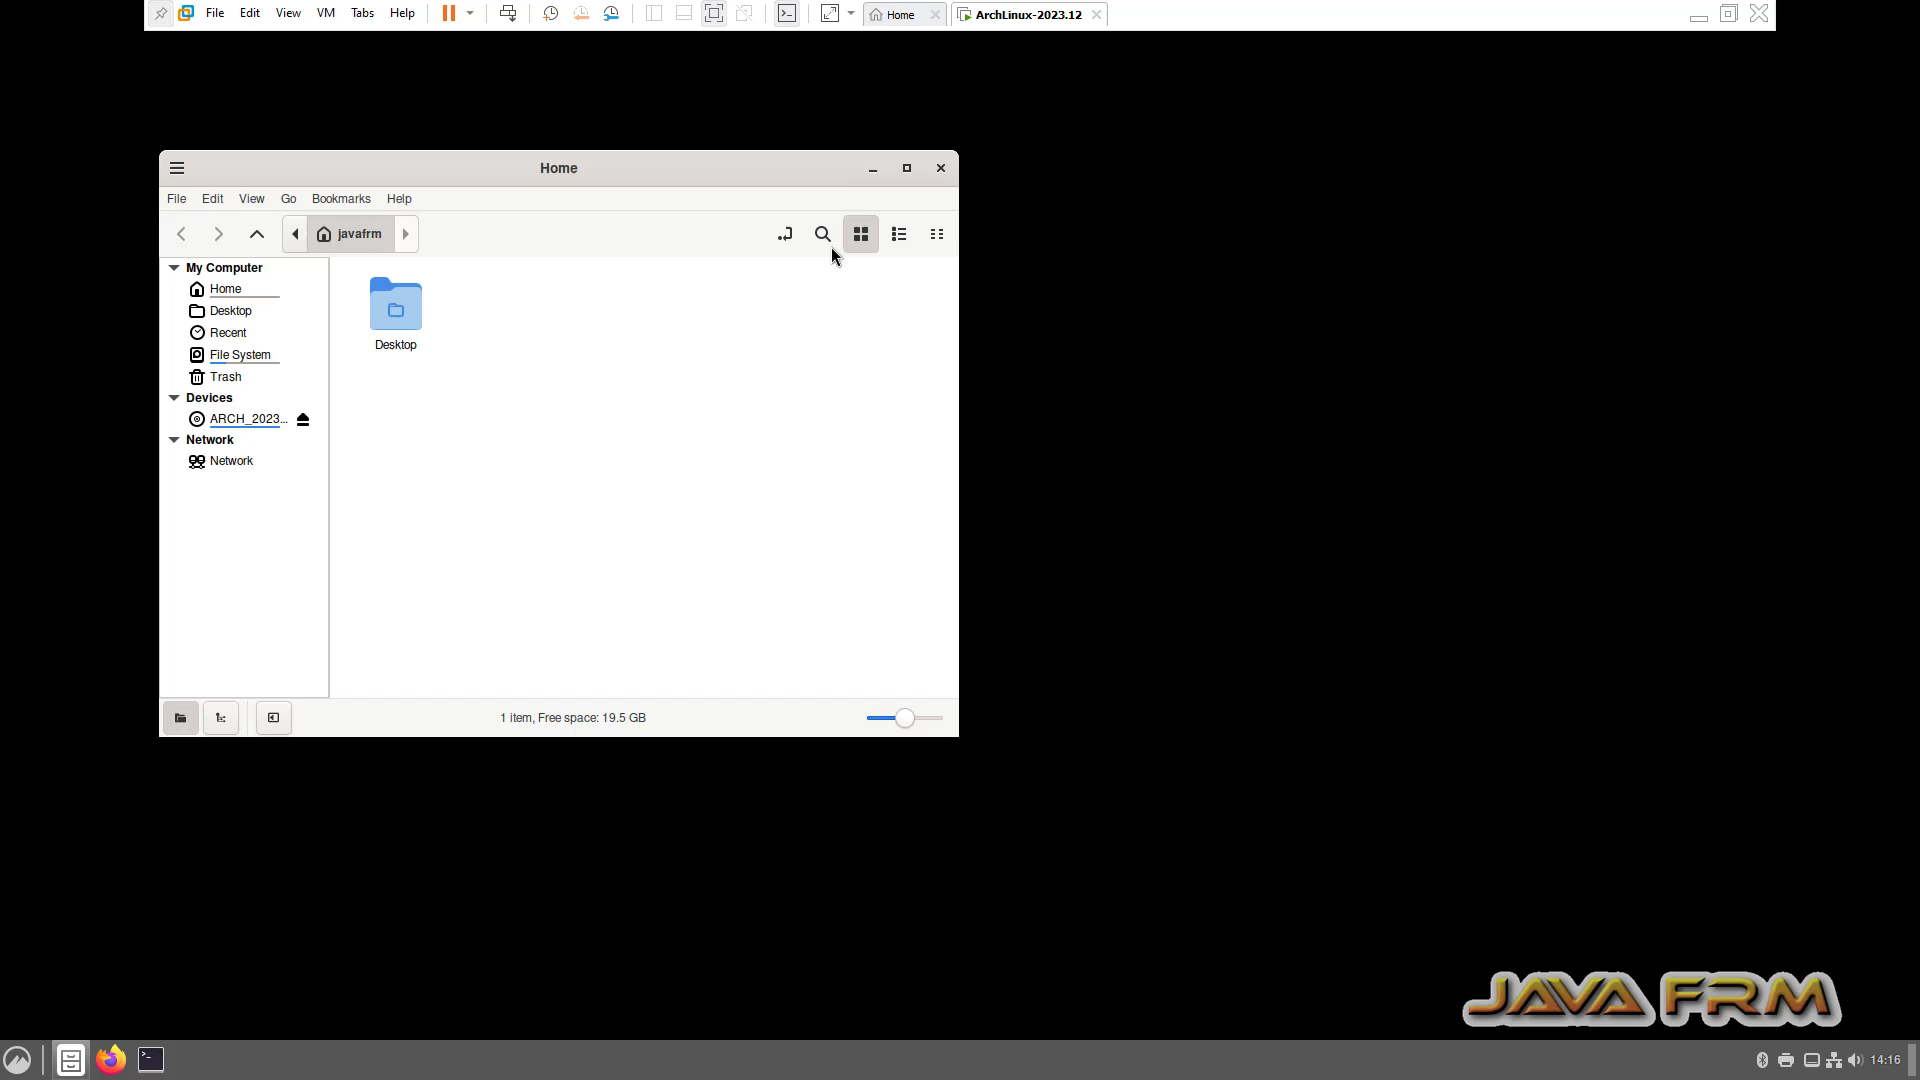 File Edit View VM Tabs Help Home ArchLinux-2023.12
Home
File Edit View Go Bookmarks Help
javafrm
My Computer
Home
Desktop
Recent
File System
Trash
Devices
ARCH_2023...
Network
Network
Desktop
1 item, Free space: 19.5 GB
JAVA FRM
14:16